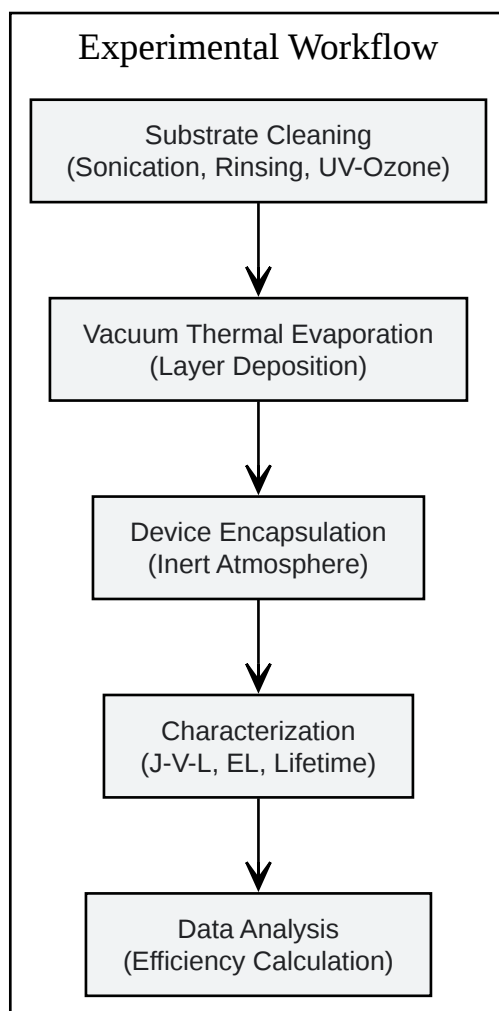 Experimental Workflow
Substrate Cleaning
(Sonication, Rinsing, UV-Ozone)
Vacuum Thermal Evaporation
(Layer Deposition)
Device Encapsulation
(Inert Atmosphere)
Characterization
(J-V-L, EL, Lifetime)
Data Analysis
(Efficiency Calculation)